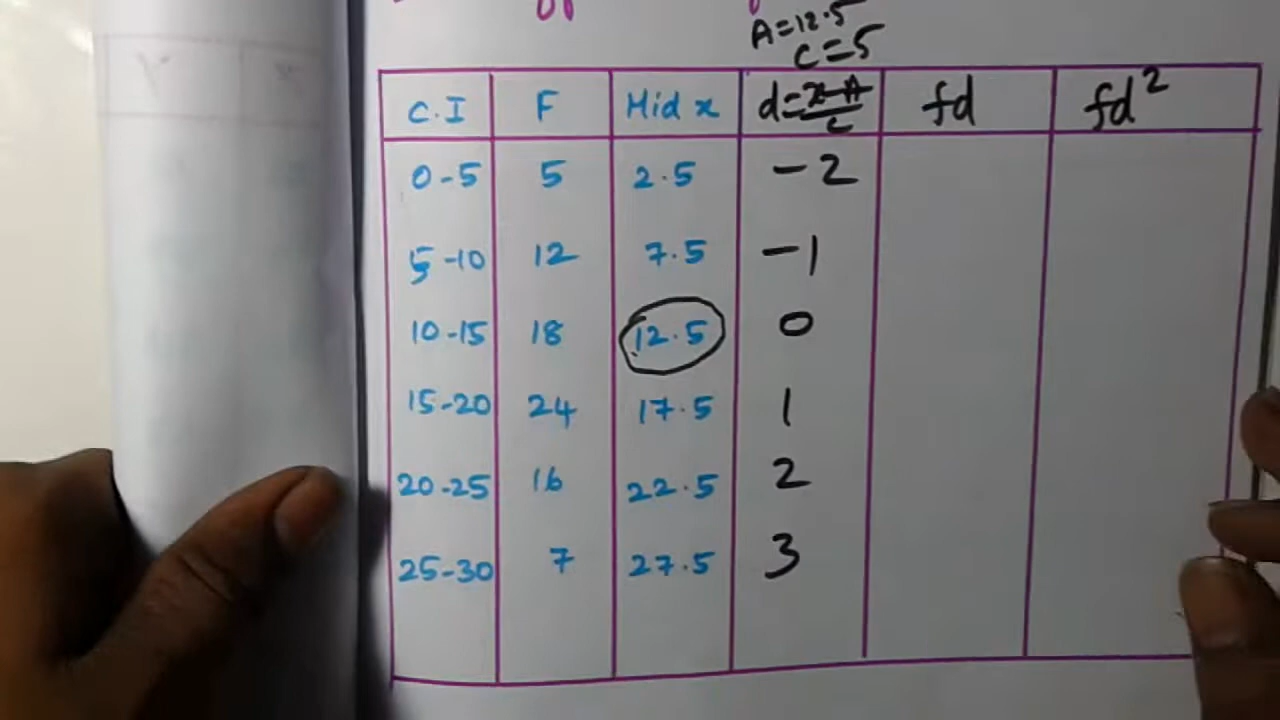 A=12.5
C=5
C.I F Mid x d=x-A/C fd fd²
0-5 5 2.5 -2
5-10 12 7.5 -1
10-15 18 12.5 0
15-20 24 17.5 1
20-25 16 22.5 2
25-30 7 27.5 3